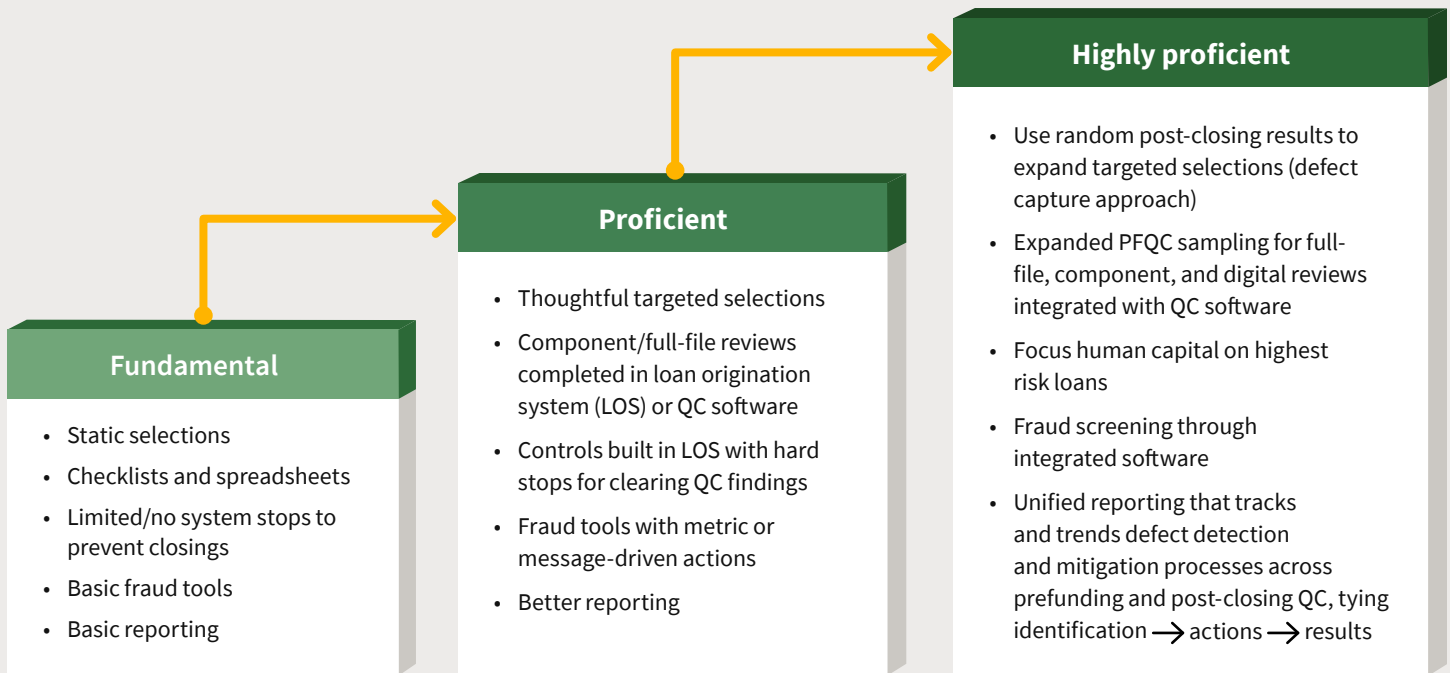 Fundamental
• Static selections
• Checklists and spreadsheets
• Limited/no system stops to
prevent closings
• Basic fraud tools
• Basic reporting
Proficient
• Thoughtful targeted selections
• Component/full-file reviews
completed in loan origination
system (LOS) or QC software
• Controls built in LOS with hard
stops for clearing QC findings
• Fraud tools with metric or
message-driven actions
• Better reporting
Highly proficient
• Use random post-closing results to
expand targeted selections (defect
capture approach)
• Expanded PFQC sampling for full-
file, component, and digital reviews
integrated with QC software
• Focus human capital on highest
risk loans
• Fraud screening through
integrated software
• Unified reporting that tracks
and trends defect detection
and mitigation processes across
prefunding and post-closing QC, tying
identification → actions → results